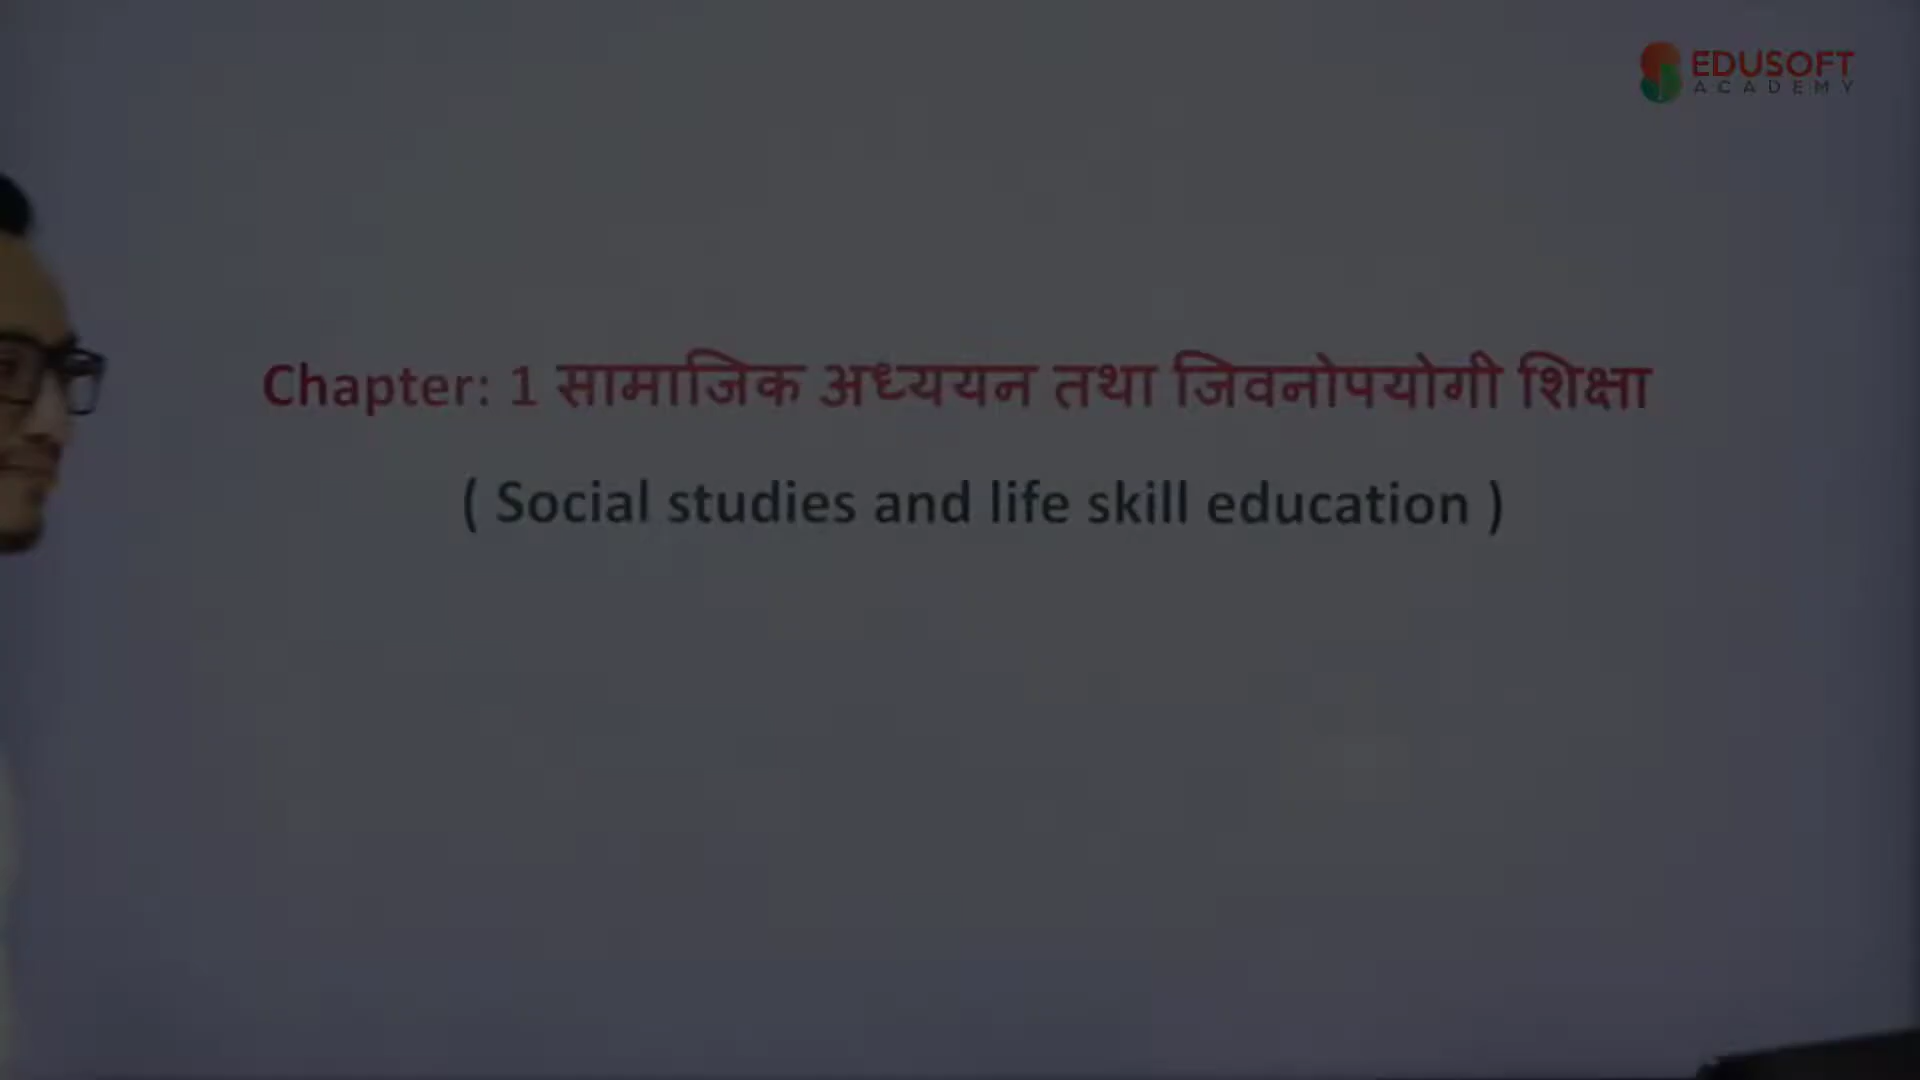 EDUSOFT
ACADEMY
Chapter: 1 सामाजिक अध्ययन तथा जिवनोपयोगी शिक्षा
( Social studies and life skill education )